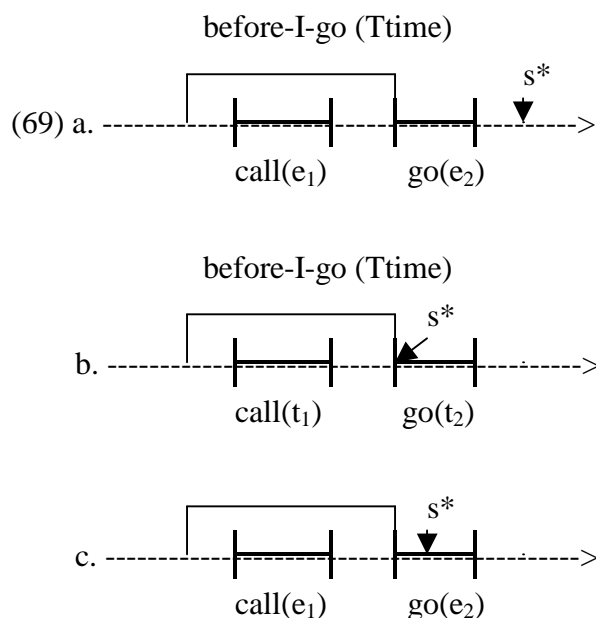 before-I-go (Ttime)
s*
(69) a. >
call(e₁) go(e₂)
before-I-go (Ttime)
s*
b. >
call(t₁) go(t₂)
s*
c. >
call(e₁) go(e₂)